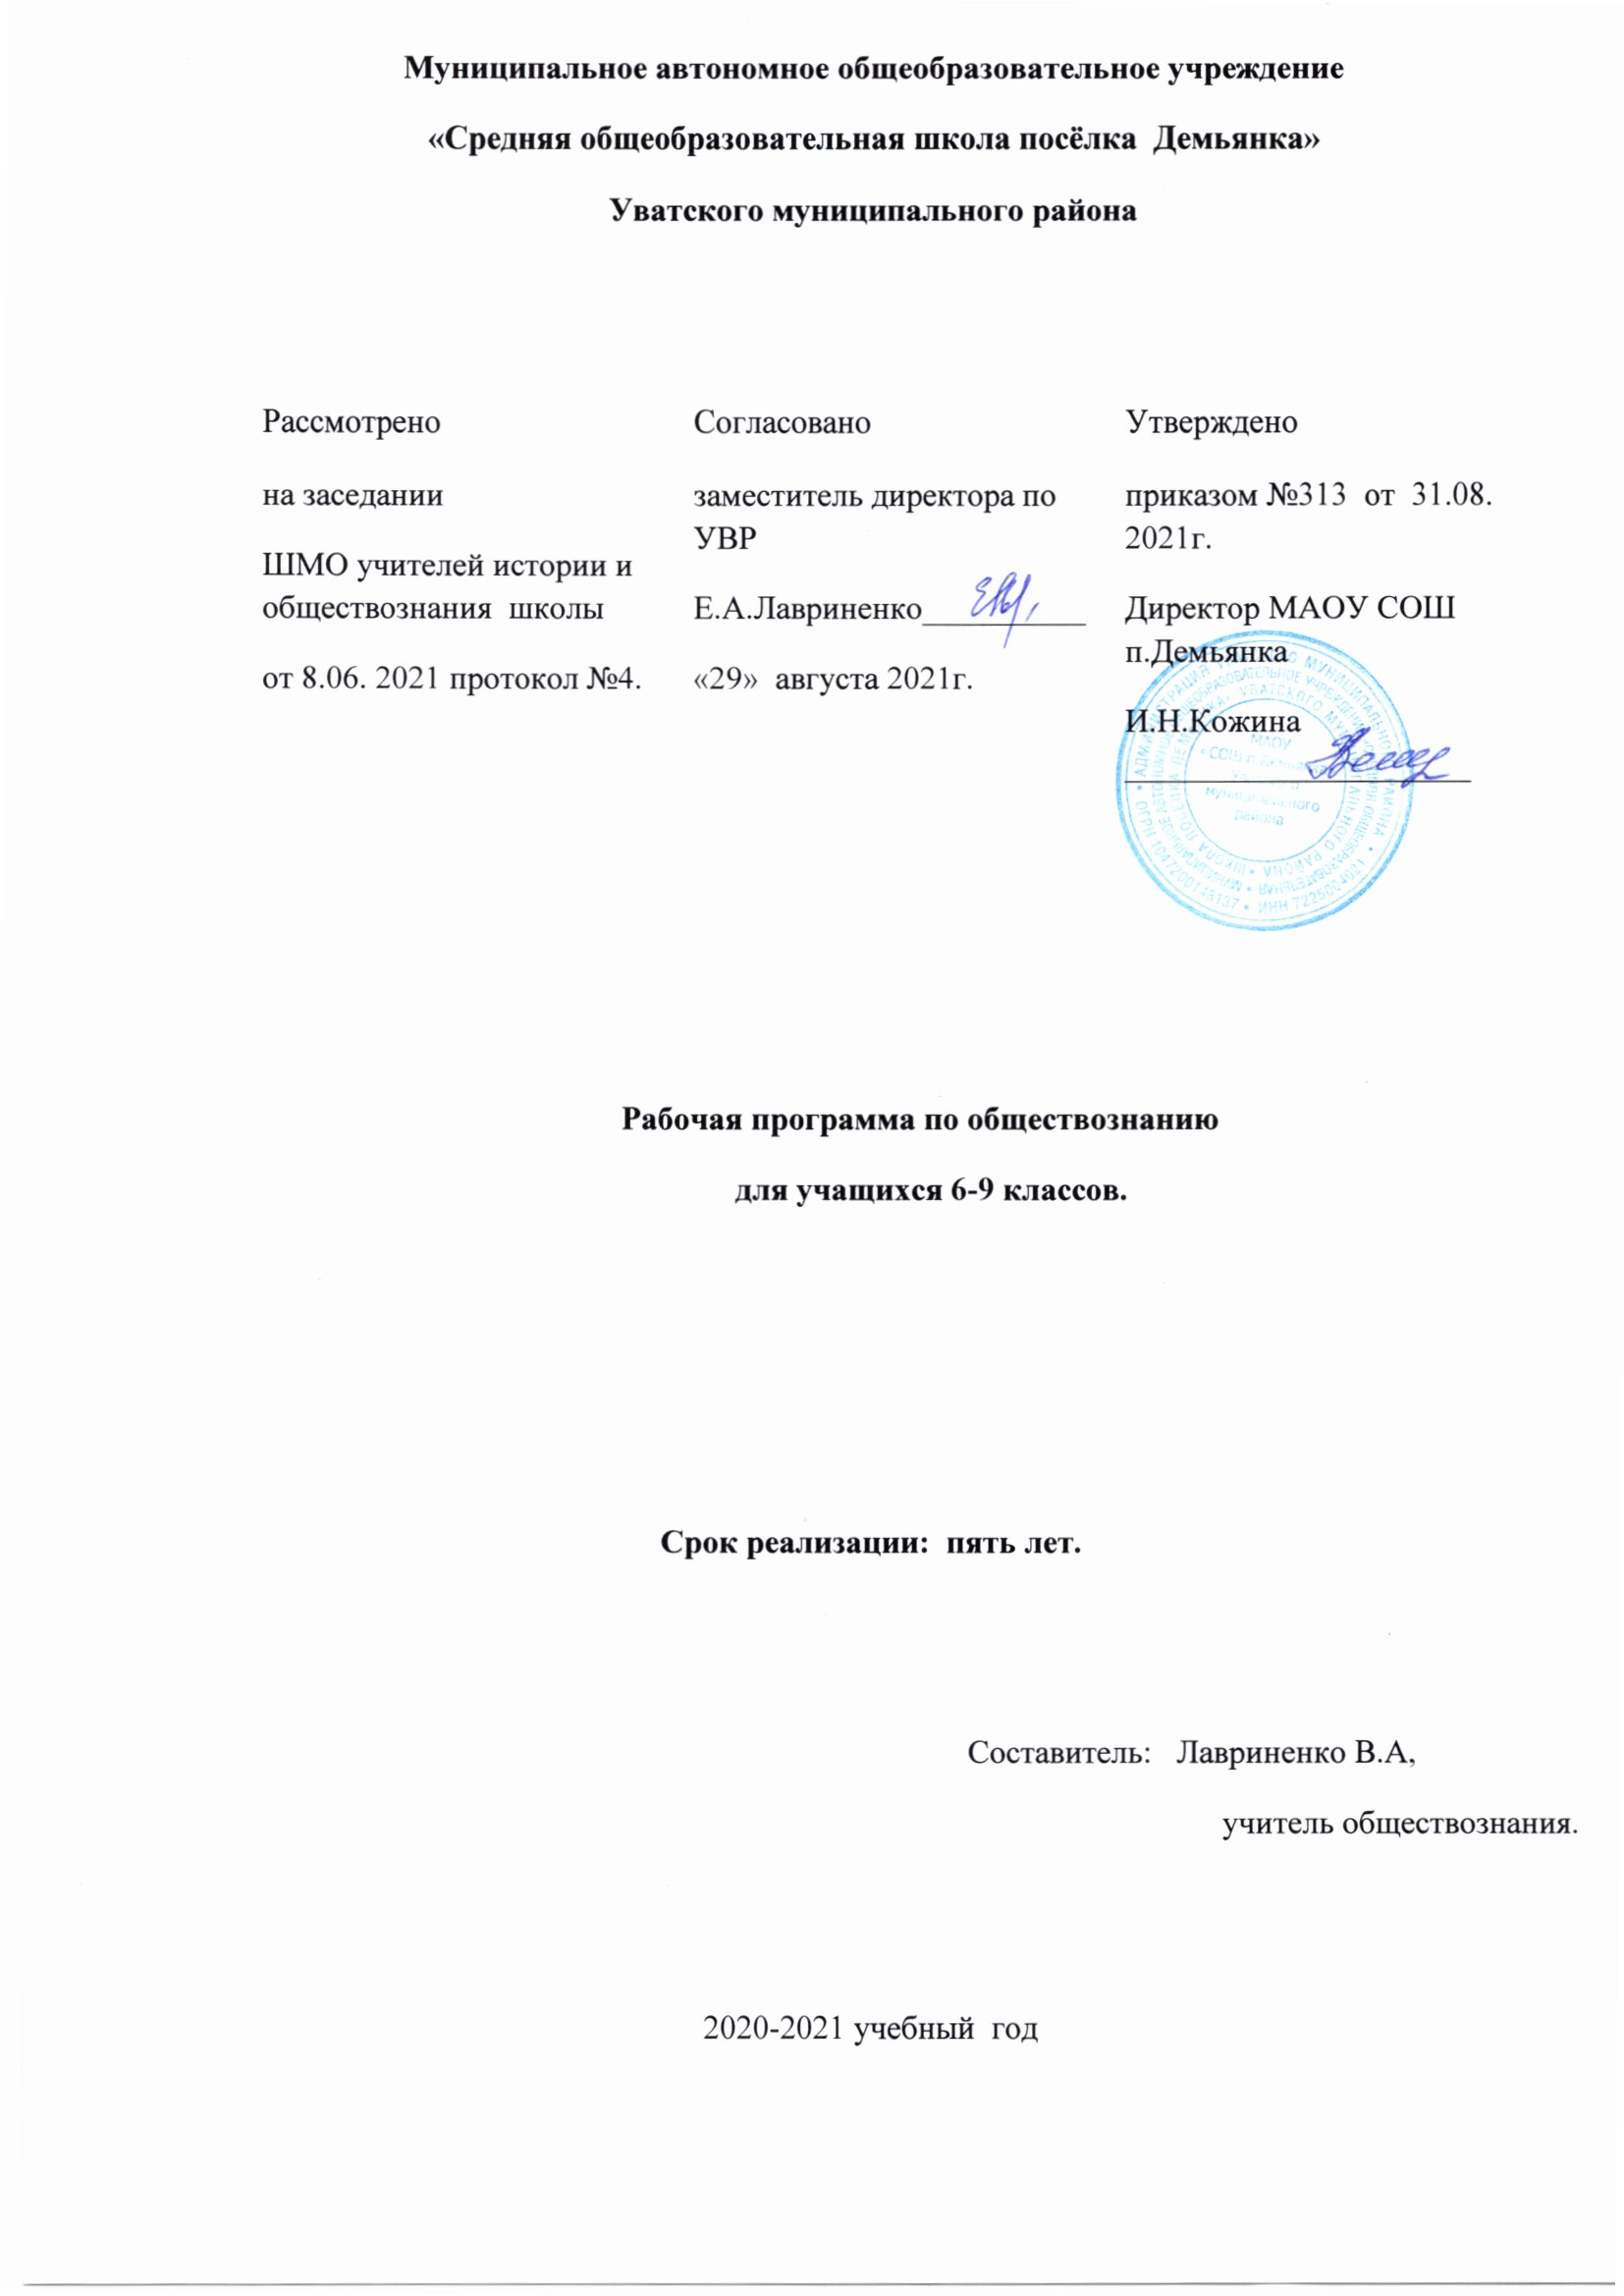 Муниципальное автономное общеобразовательное учреждение
«Средняя общеобразовательная школа посёлка Демьянка»
Уватского муниципального района
Рассмотрено
на заседании
ШМО учителей истории и
обществознания школы
от 8.06. 2021 протокол №4.
Согласовано
заместитель директора по
УВР
Е.А.Лавриненко__________
«29» августа 2021г.
Утверждено
приказом №313 от 31.08.
2021г.
Директор МАОУ СОШ
п.Демьянка
И.Н.Кожина
МАОУ
муниципального
района
ИНН 7225004021
Рабочая программа по обществознанию
для учащихся 6-9 классов.
Срок реализации: пять лет.
Составитель: Лавриненко В.А,
учитель обществознания.
2020-2021 учебный год